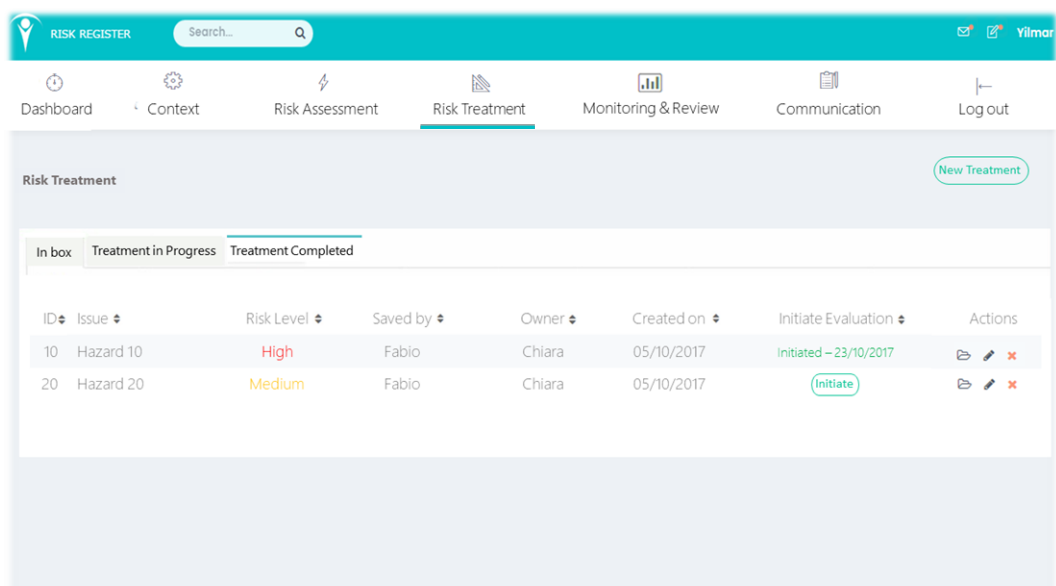 RISK REGISTER Search... Yilmar
Dashboard Context Risk Assessment Risk Treatment Monitoring & Review Communication Log out
Risk Treatment New Treatment
In box Treatment in Progress Treatment Completed
ID Issue Risk Level Saved by Owner Created on Initiate Evaluation Actions
10 Hazard 10 High Fabio Chiara 05/10/2017 Initiated – 23/10/2017
20 Hazard 20 Medium Fabio Chiara 05/10/2017 Initiate